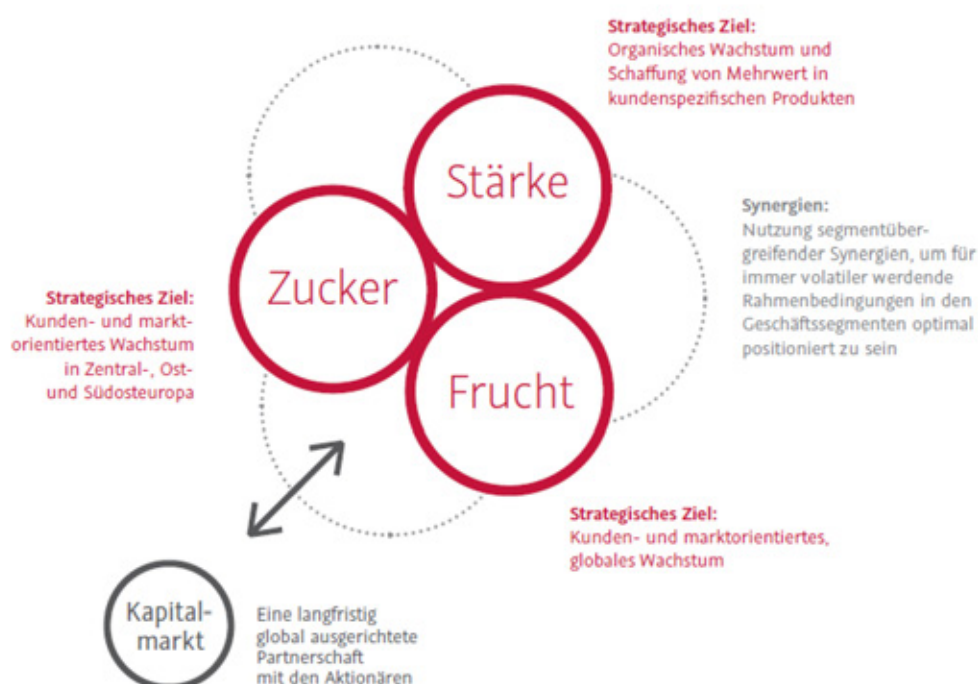 Strategisches Ziel:
Organisches Wachstum und
Schaffung von Mehrwert in
kundenspezifischen Produkten
Stärke
Synergien:
Nutzung segmentüber-
greifender Synergien, um für
immer volatiler werdende
Rahmenbedingungen in den
Geschäftssegmenten optimal
positioniert zu sein
Zucker
Strategisches Ziel:
Kunden- und markt-
orientiertes Wachstum
in Zentral-, Ost-
und Südosteuropa
Frucht
Strategisches Ziel:
Kunden- und marktorientiertes,
globales Wachstum
Kapital-
markt
Eine langfristig
global ausgerichtete
Partnerschaft
mit den Aktionären